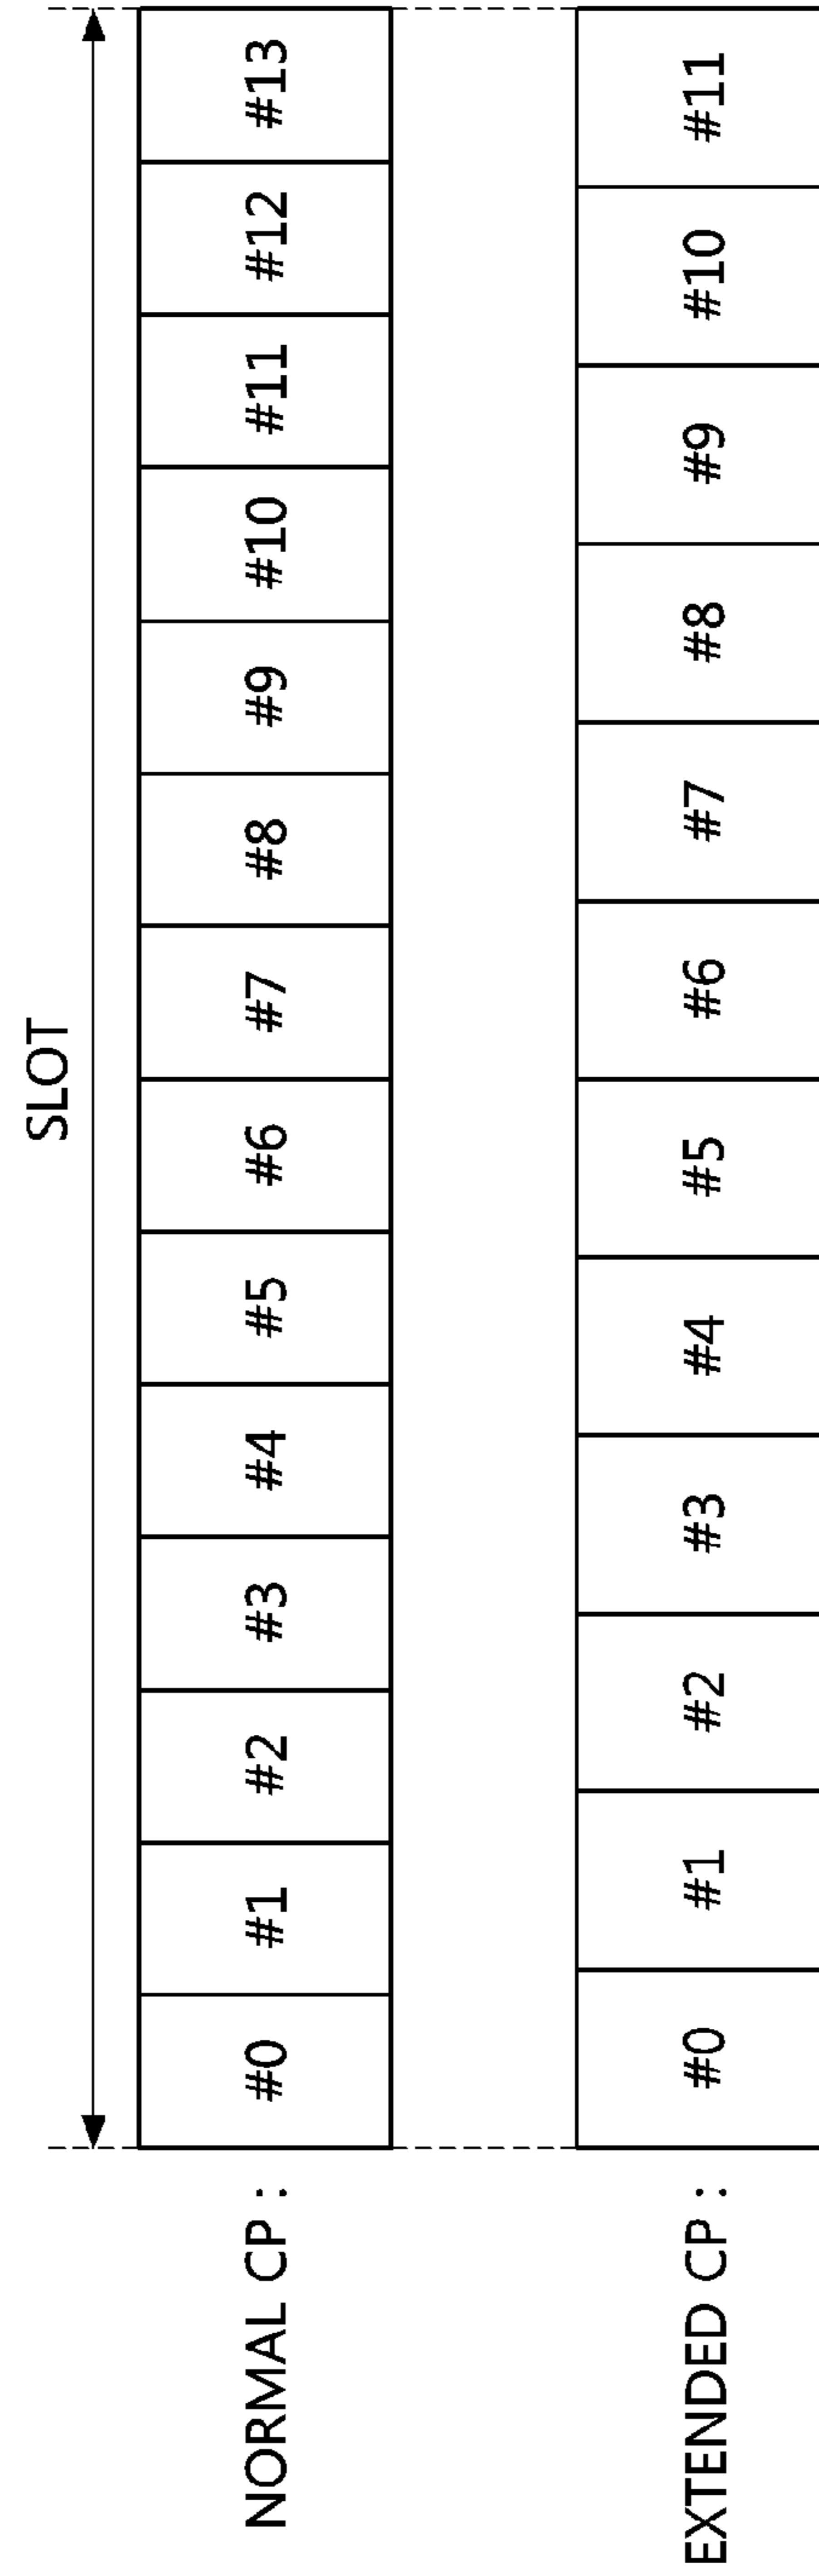 SLOT
NORMAL CP : #0 #1 #2 #3 #4 #5 #6 #7 #8 #9 #10 #11 #12 #13
EXTENDED CP : #0 #1 #2 #3 #4 #5 #6 #7 #8 #9 #10 #11